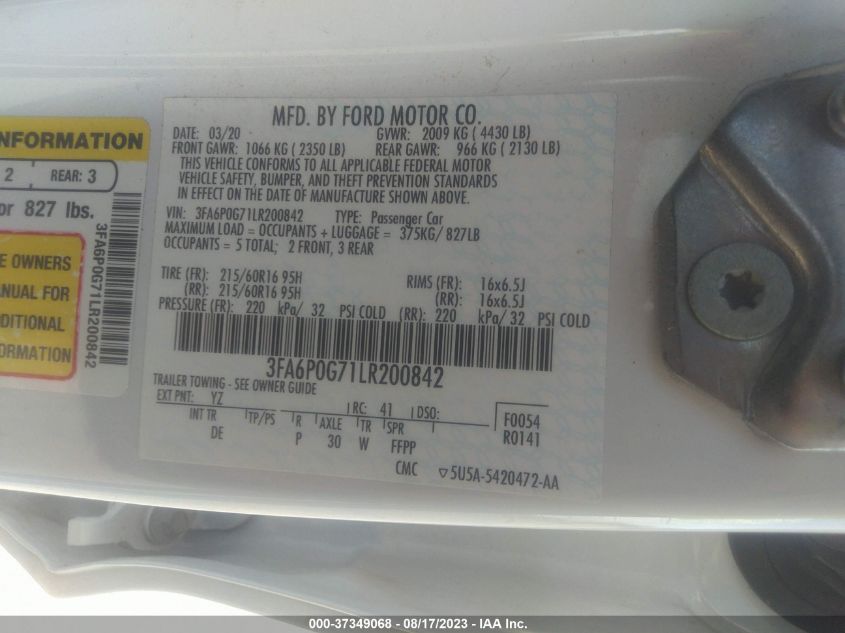 NFORMATION
2 REAR: 3
or 827 lbs.
E OWNERS
ANUAL FOR
DDITIONAL
FORMATION
3FA6P0G71LR200842
MFD. BY FORD MOTOR CO.
DATE: 03/20 GVWR: 2009 KG ( 4430 LB)
FRONT GAWR: 1066 KG ( 2350 LB) REAR GAWR: 966 KG ( 2130 LB)
THIS VEHICLE CONFORMS TO ALL APPLICABLE FEDERAL MOTOR
VEHICLE SAFETY, BUMPER, AND THEFT PREVENTION STANDARDS
IN EFFECT ON THE DATE OF MANUFACTURE SHOWN ABOVE.
VIN: 3FA6P0G71LR200842 TYPE: Passenger Car
MAXIMUM LOAD = OCCUPANTS + LUGGAGE = 375KG/ 827LB
OCCUPANTS = 5 TOTAL; 2 FRONT, 3 REAR
TIRE (FR): 215/60R16 95H RIMS (FR): 16x6.5J
(RR): 215/60R16 95H (RR): 16x6.5J
PRESSURE (FR): 220 kPa/ 32 PSI COLD (RR): 220 kPa/ 32 PSI COLD
3FA6P0G71LR200842
TRAILER TOWING - SEE OWNER GUIDE
EXT PNT: YZ RC: 41 DSO: F0054
INT TR TP/PS R AXLE TR SPR R0141
DE P 30 W FFPP
CMC 5U5A-5420472-AA
000-37349068 - 08/17/2023 - IAA Inc.